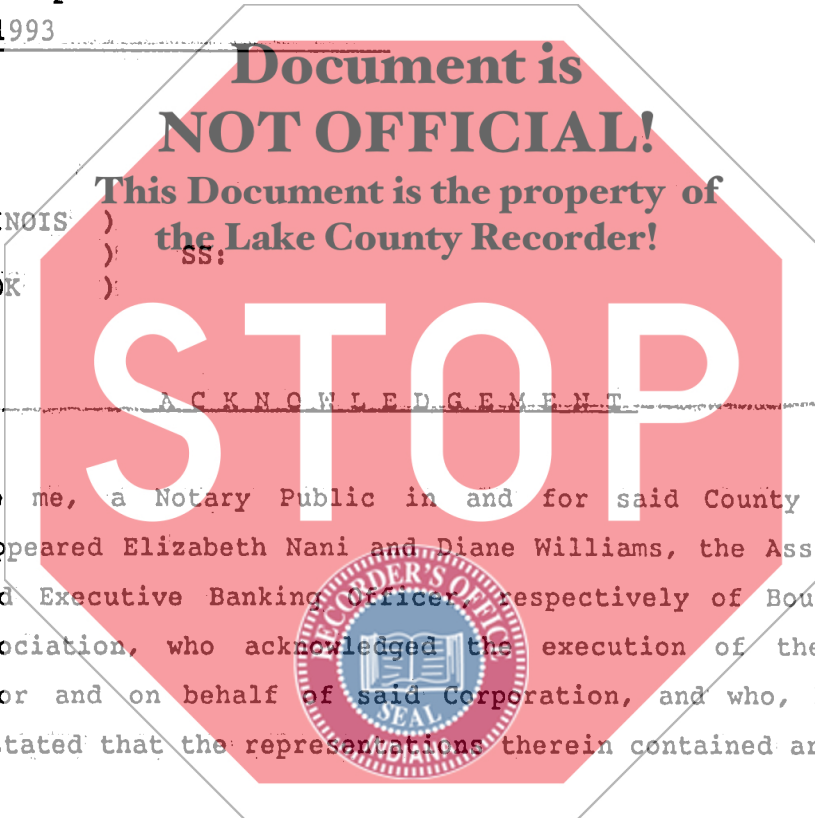 1993
Document is
NOT OFFICIAL!
This Document is the property of
the Lake County Recorder!
NOIS )
) SS:
K )
STOP
A C K N O W L E D G E M E N T
me, a Notary Public in and for said County
ppeared Elizabeth Nani and Diane Williams, the Ass
d Executive Banking Officer, respectively of Bou
ociation, who acknowledged the execution of the
or and on behalf of said Corporation, and who,
tated that the representations therein contained ar
RECORDER'S OFFICE
SEAL
INDIANA